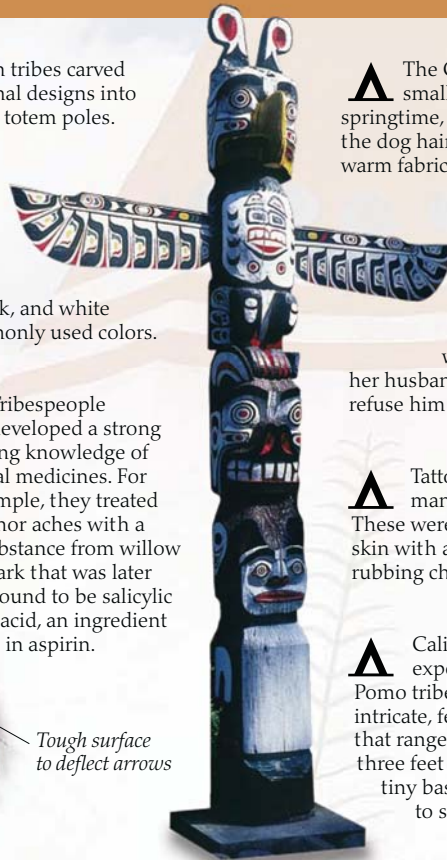 n tribes carved
nal designs into
totem poles.
k, and white
monly used colors.
Tribespeople
developed a strong
ng knowledge of
al medicines. For
mple, they treated
nor aches with a
bstance from willow
ark that was later
ound to be salicylic
acid, an ingredient
in aspirin.
Tough surface
to deflect arrows
The C
small
springtime,
the dog hair
warm fabric
w
her husban
refuse him
Tatto
man
These were
skin with a
rubbing ch
Cali
expe
Pomo tribe
intricate, fe
that range
three feet
tiny bas
to s